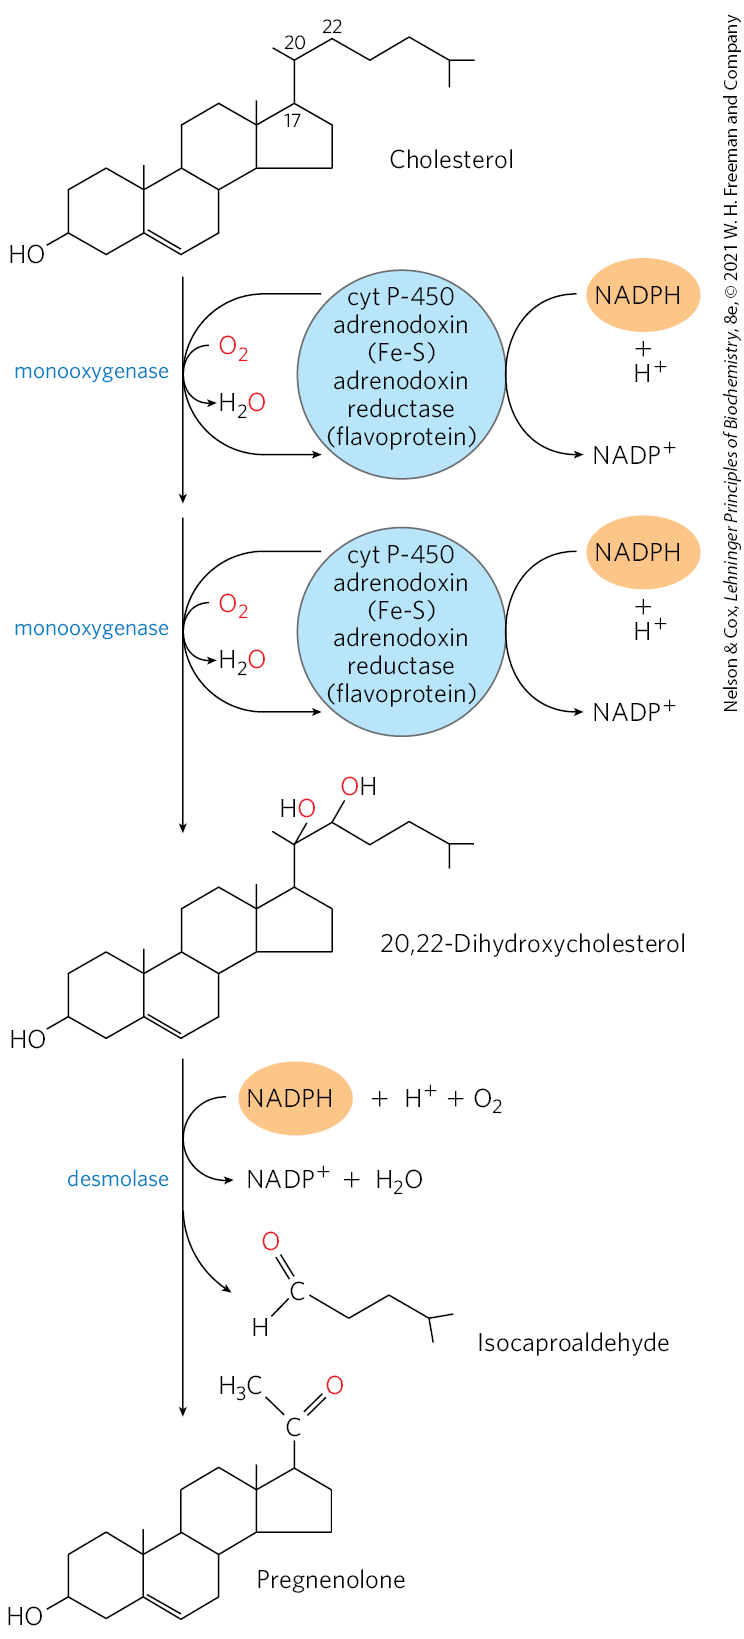 20
22
17
Cholesterol
HO
cyt P-450
adrenodoxin
(Fe-S)
adrenodoxin
reductase
(flavoprotein)
NADPH
+
H⁺
NADP⁺
monooxygenase
O₂
H₂O
cyt P-450
adrenodoxin
(Fe-S)
adrenodoxin
reductase
(flavoprotein)
NADPH
+
H⁺
NADP⁺
monooxygenase
O₂
H₂O
HO
OH
20,22-Dihydroxycholesterol
HO
NADPH + H⁺ + O₂
desmolase
NADP⁺ + H₂O
O
C
H
Isocaproaldehyde
H₃C
O
C
Pregnenolone
HO
Nelson & Cox, Lehninger Principles of Biochemistry, 8e, © 2021 W. H. Freeman and Company